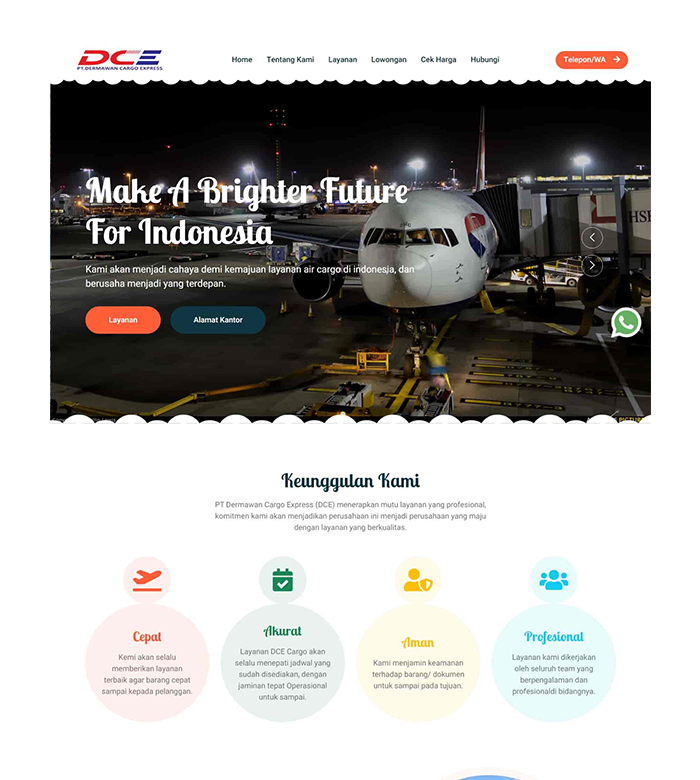 DCE
PT.DERMAWAN CARGO EXPRESS
Home Tentang Kami Layanan Lowongan Cek Harga Hubungi
Telepon/WA
Make A Brighter Future
For Indonesia
Kami akan menjadi cahaya demi kemajuan layanan air cargo di indonesia, dan
berusaha menjadi yang terdepan.
Layanan Alamat Kantor
HSB
Keunggulan Kami
PT Dermawan Cargo Express (DCE) menerapkan mutu layanan yang profesional,
komitmen kami akan menjadikan perusahaan ini menjadi perusahaan yang maju
dengan layanan yang berkualitas.
Cepat
Kemi akan selalu
memberikan layanan
terbaik agar barang cepat
sampai kepada pelanggan.
Akurat
Layanan DCE Cargo akan
selalu menepati jadwal yang
sudah disediakan, dengan
jaminan tepat Operasional
untuk sampai.
Aman
Kami menjamin keamanan
terhadap barang/ dokumen
untuk sampai pada tujuan.
Profesional
Layanan kami dikerjakan
oleh seluruh team yang
berpengalaman dan
profesionaldi bidangnya.